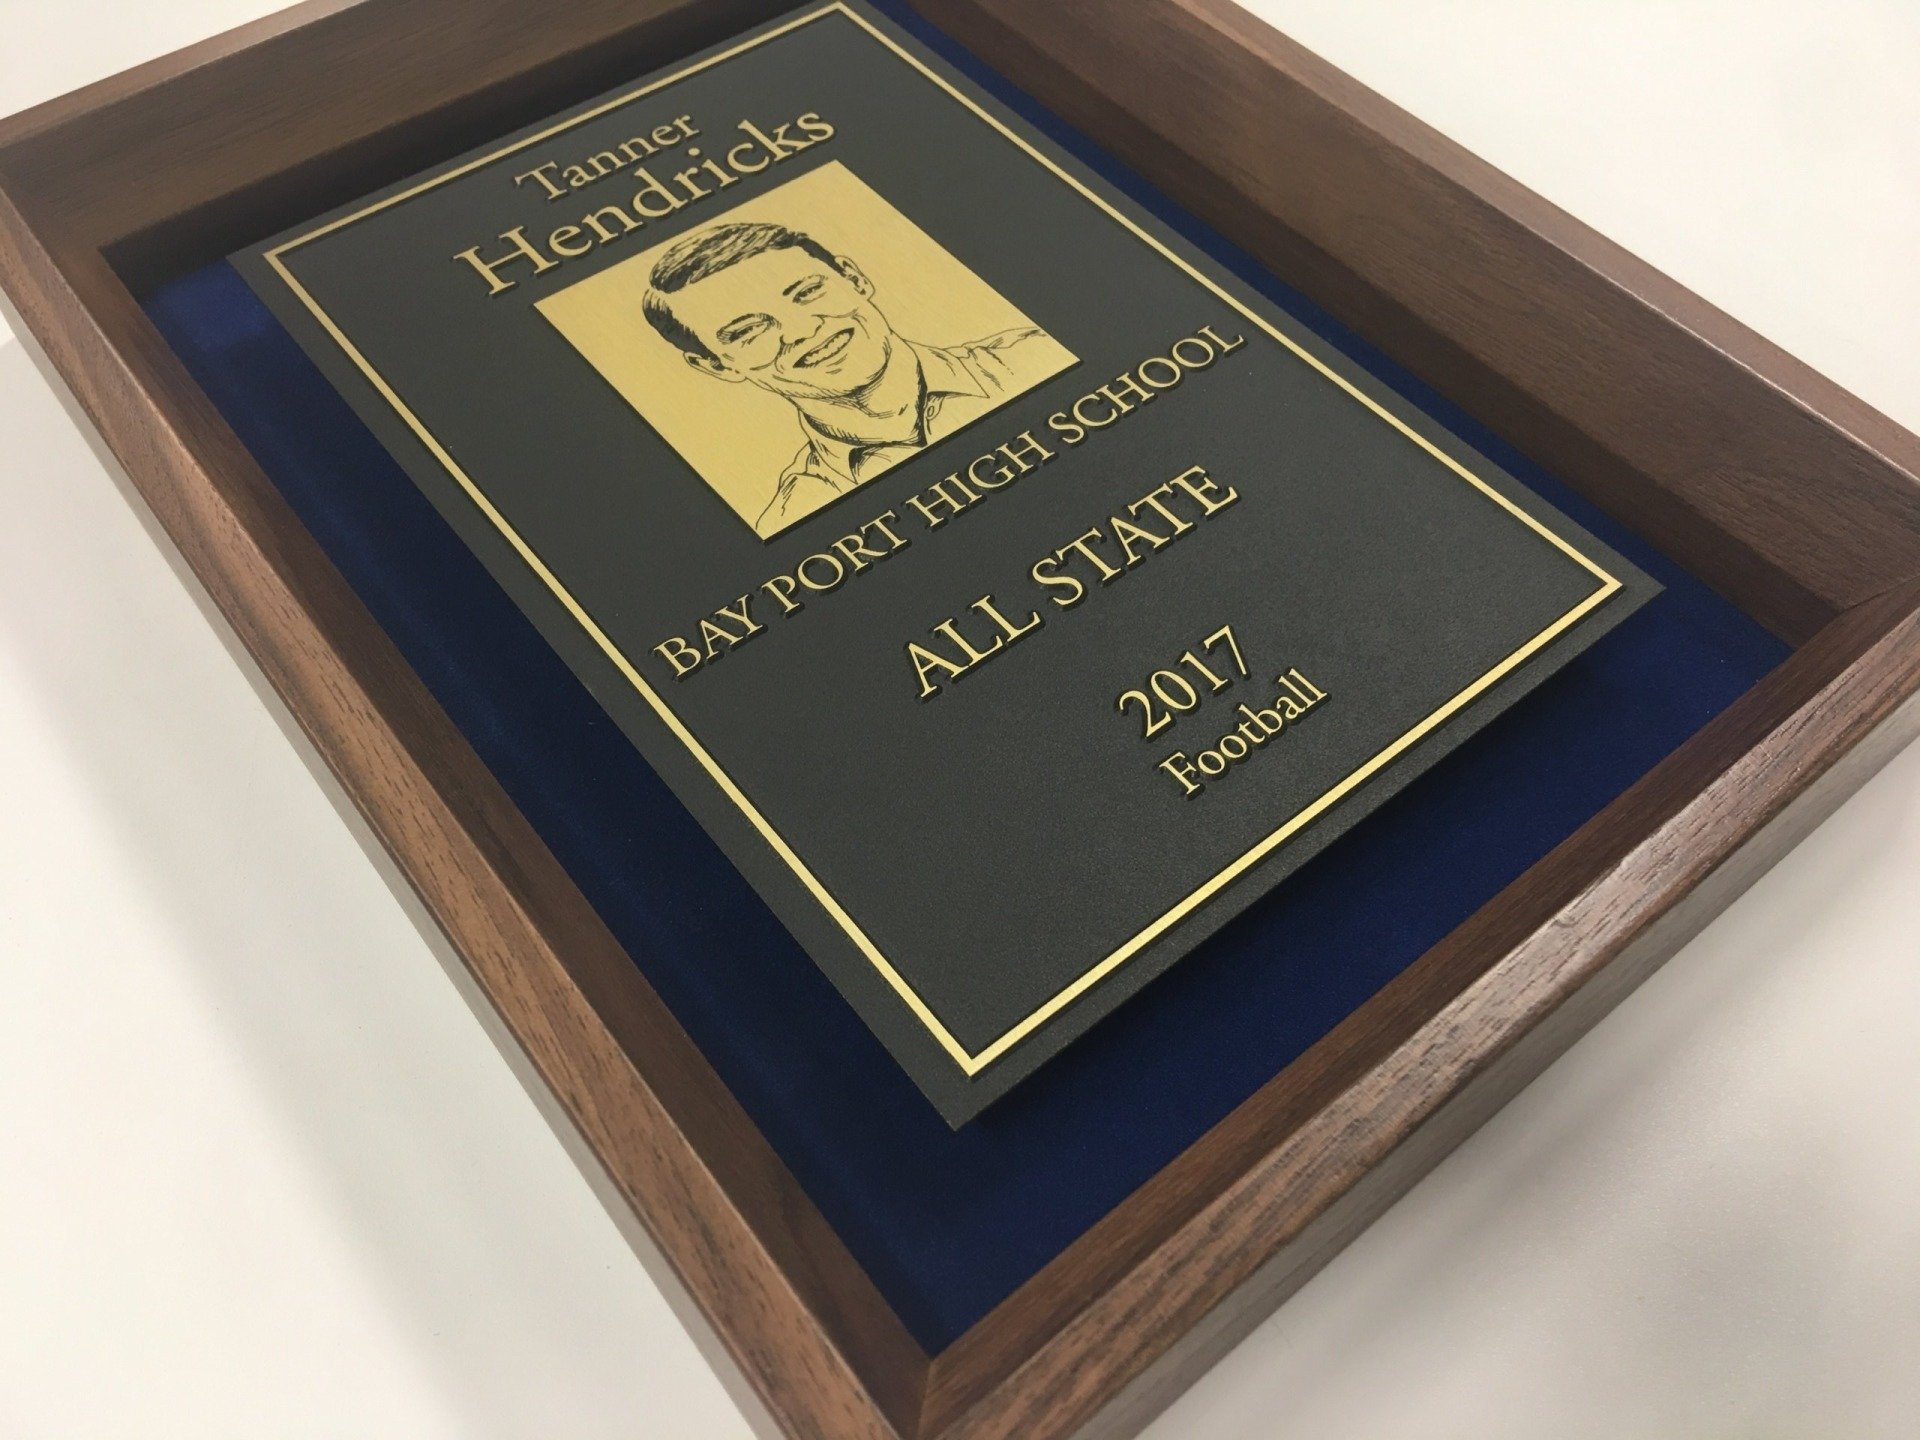 Tanner
Hendricks
BAY PORT HIGH SCHOOL
ALL STATE
2017
Football